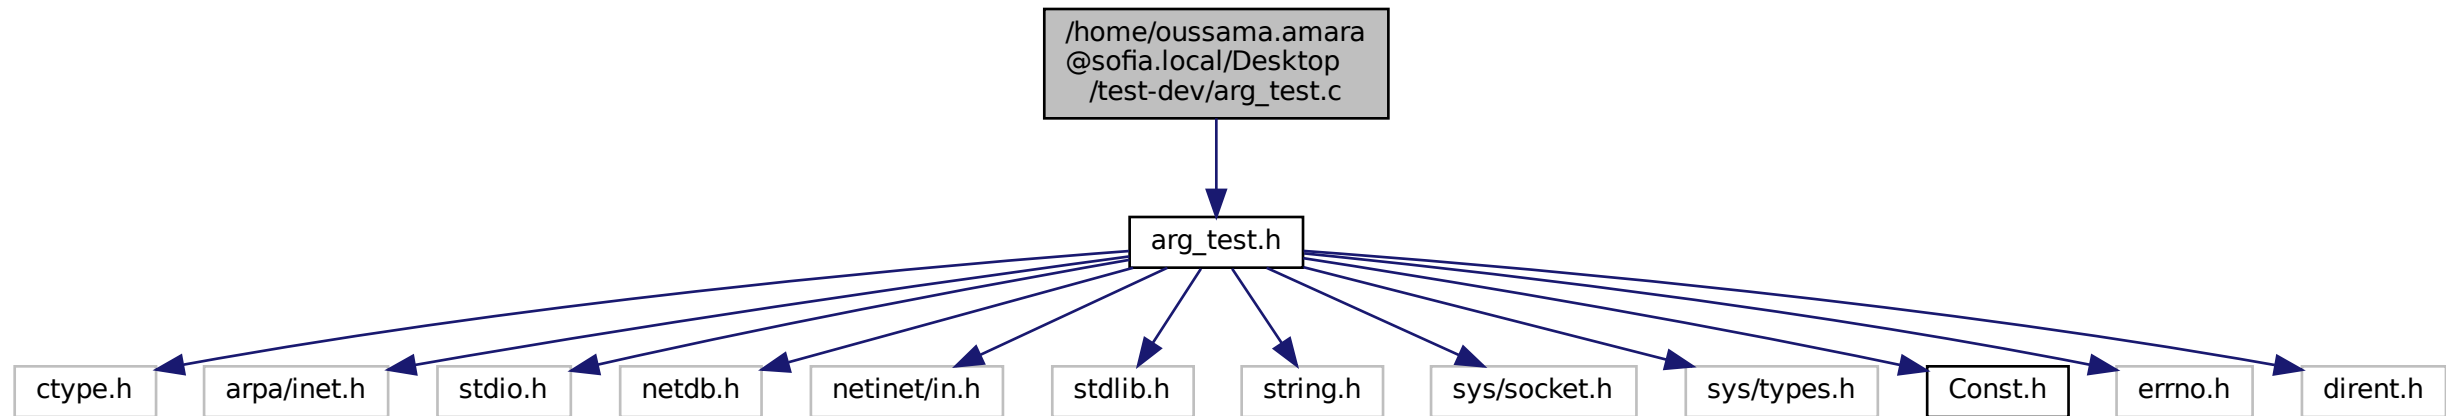 /home/oussama.amara
@sofia.local/Desktop
/test-dev/arg_test.c
arg_test.h
ctype.h
arpa/inet.h
stdio.h
netdb.h
netinet/in.h
stdlib.h
string.h
sys/socket.h
sys/types.h
Const.h
errno.h
dirent.h